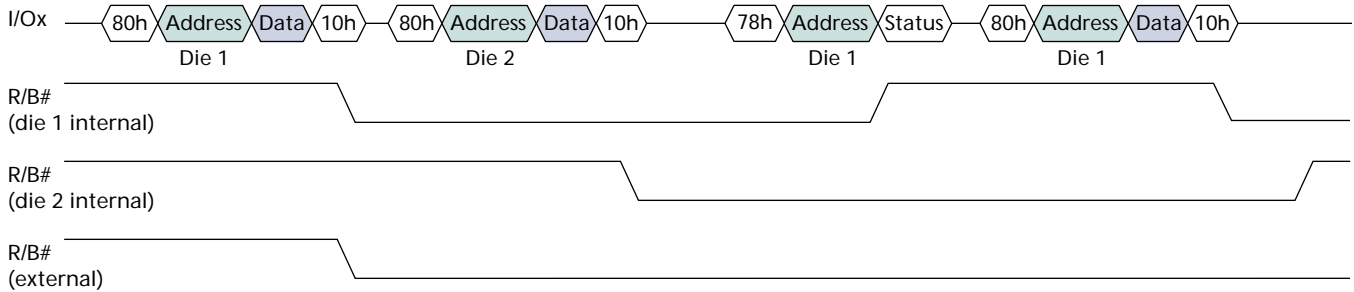 I/Ox 80h Address Data 10h 80h Address Data 10h 78h Address Status 80h Address Data 10h
Die 1 Die 2 Die 1 Die 1
R/B#
(die 1 internal)
R/B#
(die 2 internal)
R/B#
(external)